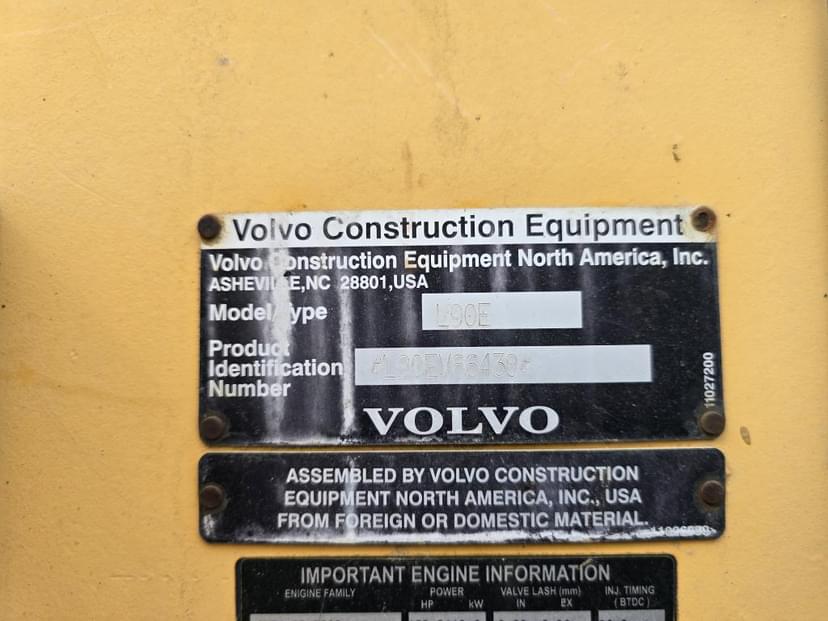 Volvo Construction Equipment
Volvo Construction Equipment North America, Inc.
ASHEVILLE,NC 28801,USA
Model/Type L90E
Product
Identification
Number
11027200
VOLVO
ASSEMBLED BY VOLVO CONSTRUCTION
EQUIPMENT NORTH AMERICA, INC., USA
FROM FOREIGN OR DOMESTIC MATERIAL.
IMPORTANT ENGINE INFORMATION
ENIGINE FAMILY POWER VALVE LASH (mm) INJ. TIMING
HP kW IN EX (BTDC)